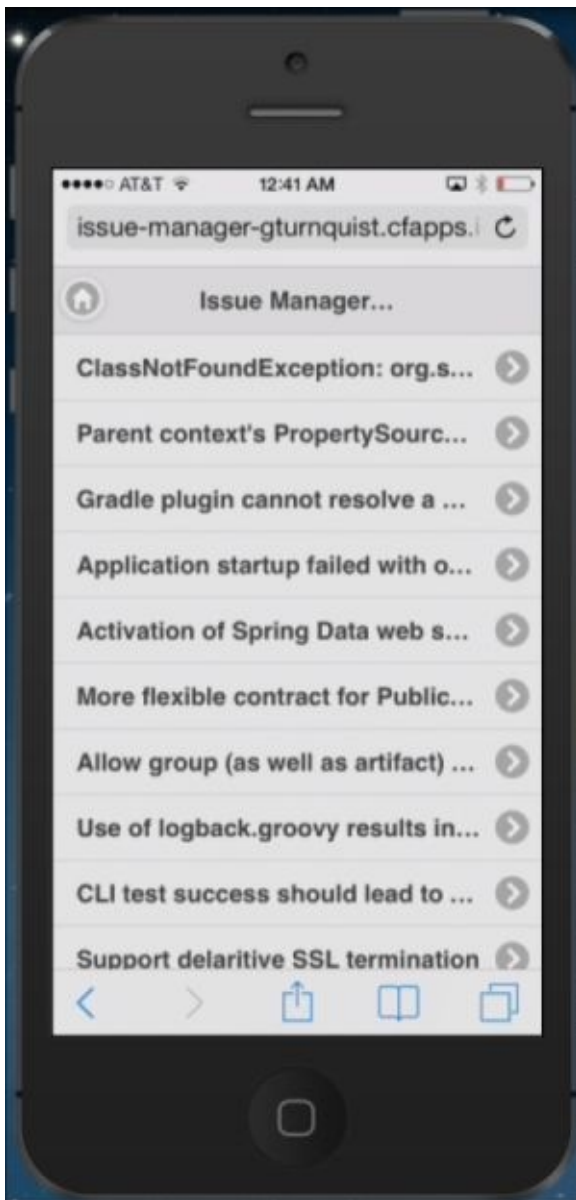 AT&T 12:41 AM
issue-manager-gturnquist.cfapps.i
Issue Manager...
ClassNotFoundException: org.s...
Parent context's PropertySourc...
Gradle plugin cannot resolve a ...
Application startup failed with o...
Activation of Spring Data web s...
More flexible contract for Public...
Allow group (as well as artifact) ...
Use of logback.groovy results in...
CLI test success should lead to ...
Support delaritive SSL termination